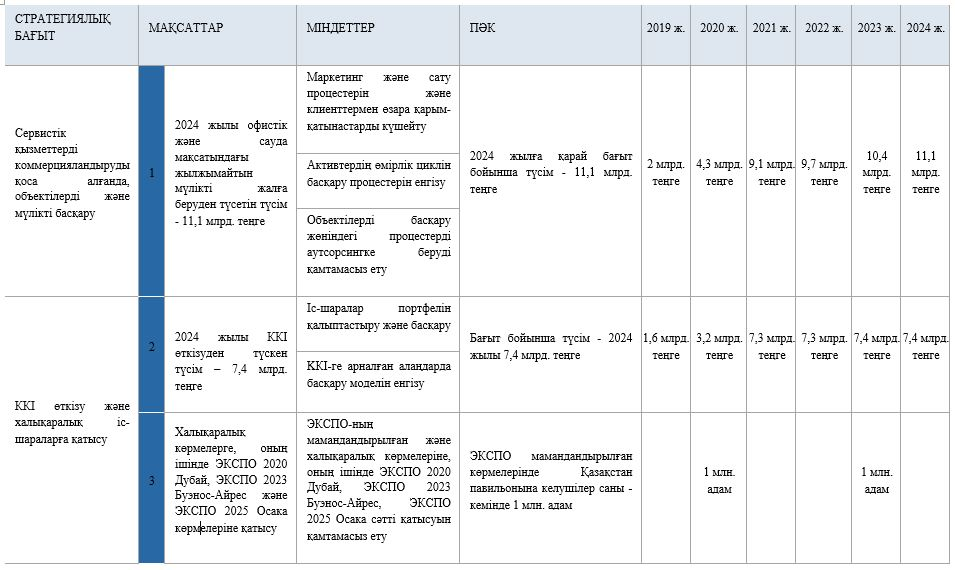 СТРАТЕГИЯЛЫҚ
БАҒЫТ
МАҚСАТТАР
МІНДЕТТЕР
ПӘК
2019 ж.
2020 ж.
2021 ж.
2022 ж.
2023 ж.
2024 ж.
Сервистік
қызметтерді
коммерцияландыруды
қоса алғанда,
объектілерді және
мүлікті басқару
1
2024 жылы офистік
және сауда
мақсатындағы
жылжымайтын
мүлікті жалға
беруден түсетін түсім
- 11,1 млрд. теңге
Маркетинг және сату
процестерін және
клиенттермен өзара қарым-
қатынастарды күшейту
Активтердің өмірлік циклін
басқару процестерін енгізу
Объектілерді басқару
жөніндегі процестерді
аутсорсингке беруді
қамтамасыз ету
2024 жылға қарай бағыт
бойынша түсім - 11,1 млрд.
теңге
2 млрд.
теңге
4,3 млрд.
теңге
9,1 млрд.
теңге
9,7 млрд.
теңге
10,4
млрд.
теңге
11,1
млрд.
теңге
ККІ өткізу және
халықаралық іс-
шараларға қатысу
2
2024 жылы ККІ
өткізуден түскен
түсім – 7,4 млрд.
теңге
Іс-шаралар портфелін
қалыптастыру және басқару
ККІ-ге арналған алаңдарда
басқару моделін енгізу
Бағыт бойынша түсім - 2024
жылы 7,4 млрд. теңге
1,6 млрд.
теңге
3,2 млрд.
теңге
7,3 млрд.
теңге
7,3 млрд.
теңге
7,4 млрд.
теңге
7,4 млрд.
теңге
3
Халықаралық
көрмелерге, оның
ішінде ЭКСПО 2020
Дубай, ЭКСПО 2023
Буэнос-Айрес және
ЭКСПО 2025 Осака
көрмелеріне қатысу
ЭКСПО-ның
мамандандырылған және
халықаралық көрмелеріне,
оның ішінде ЭКСПО 2020
Дубай, ЭКСПО 2023
Буэнос-Айрес, ЭКСПО
2025 Осака сәтті қатысуын
қамтамасыз ету
ЭКСПО мамандандырылған
көрмелерінде Қазақстан
павильонына келушілер саны -
кемінде 1 млн. адам
1 млн.
адам
1 млн.
адам